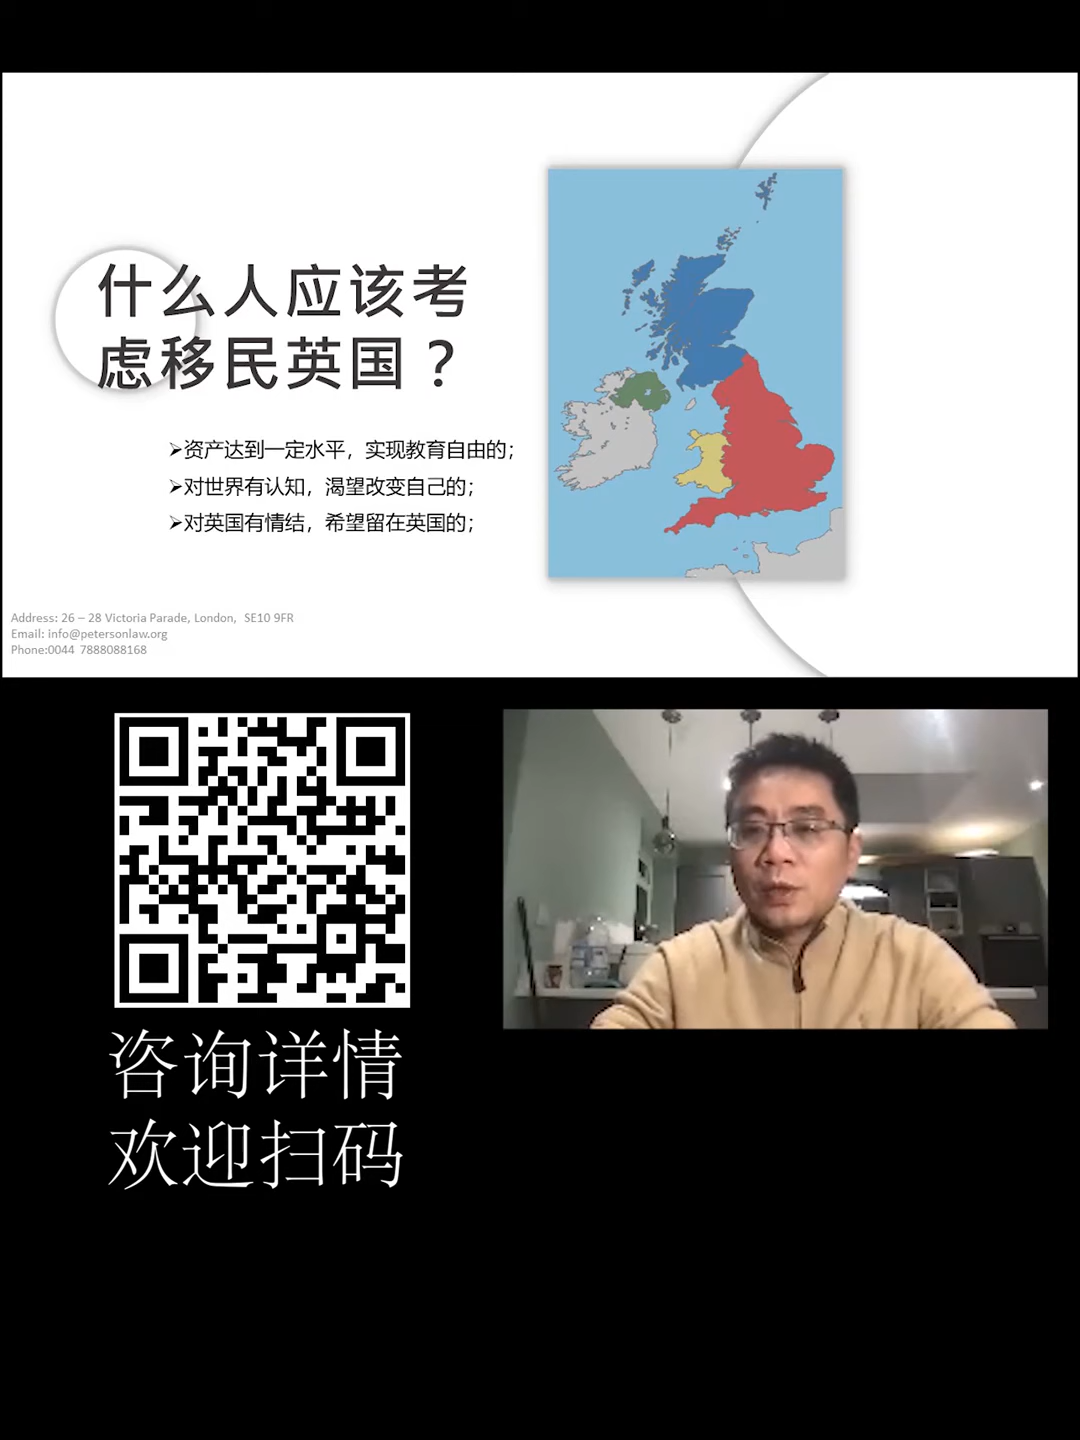 什么人应该考
虑移民英国？
➢资产达到一定水平，实现教育自由的；
➢对世界有认知，渴望改变自己的；
➢对英国有情结，希望留在英国的；
Address: 26 – 28 Victoria Parade, London, SE10 9FR
Email: info@petersonlaw.org
Phone:0044 7888088168
咨询详情
欢迎扫码